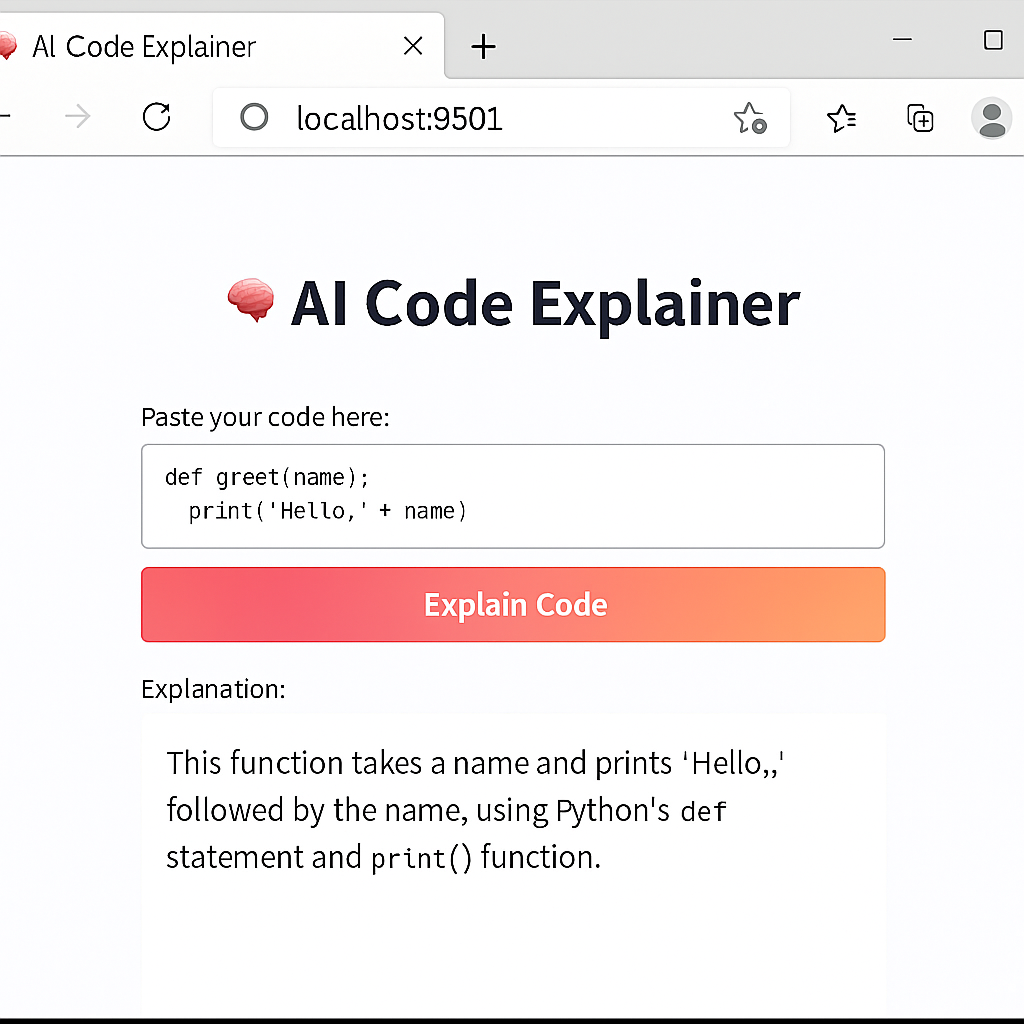 AI Code Explainer
localhost:9501
AI Code Explainer
Paste your code here:
def greet(name);
print('Hello,' + name)
Explain Code
Explanation:
This function takes a name and prints 'Hello,,'
followed by the name, using Python's def
statement and print() function.